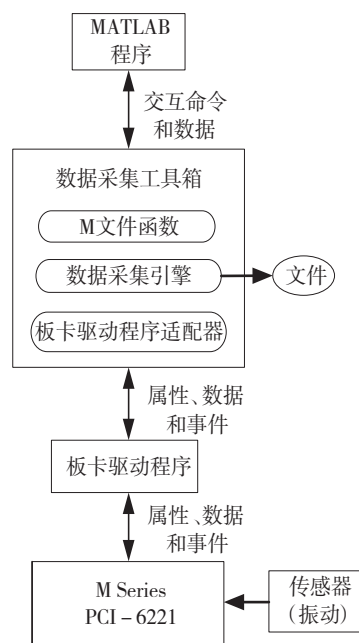 MATLAB
程序
交互命令
和数据
数据采集工具箱
M文件函数
数据采集引擎
文件
板卡驱动程序适配器
属性、数据
和事件
板卡驱动程序
属性、数据
和事件
M Series
PCI-6221
传感器
(振动)